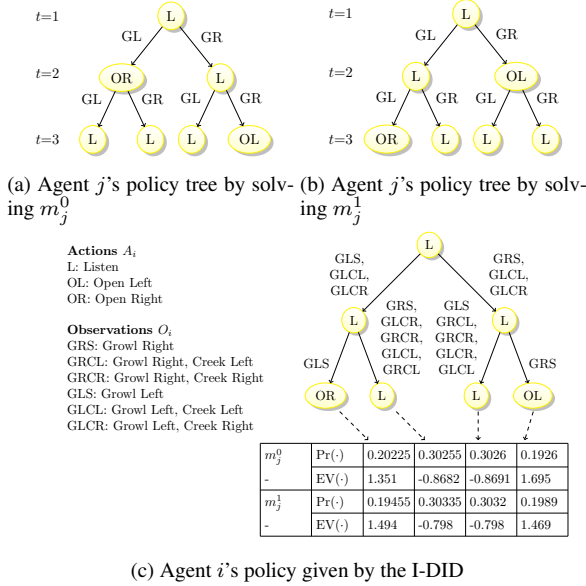 t=1
L
GL
GR
t=2
OR
L
GL
GR
GL
GR
t=3
L
L
L
OL
(a) Agent j's policy tree by solving m_j^0
t=1
L
GL
GR
t=2
L
OL
GL
GR
GL
GR
t=3
OR
L
L
L
(b) Agent j's policy tree by solving m_j^1
Actions A_i
L: Listen
OL: Open Left
OR: Open Right
Observations O_i
GRS: Growl Right
GRCL: Growl Right, Creek Left
GRCR: Growl Right, Creek Right
GLS: Growl Left
GLCL: Growl Left, Creek Left
GLCR: Growl Left, Creek Right
L
GLS,
GLCL,
GLCR
GRS,
GLCL,
GLCR
L
L
GLS
GRS,
GLCR,
GRCR,
GLCL,
GRCL
GLS
GRCL,
GRCR,
GLCR,
GLCL
GRS
OR
L
L
OL
m_j^0 Pr(·) 0.20225 0.30255 0.3026 0.1926
- EV(·) 1.351 -0.8682 -0.8691 1.695
m_j^1 Pr(·) 0.19455 0.30335 0.3032 0.1989
- EV(·) 1.494 -0.798 -0.798 1.469
(c) Agent i's policy given by the I-DID